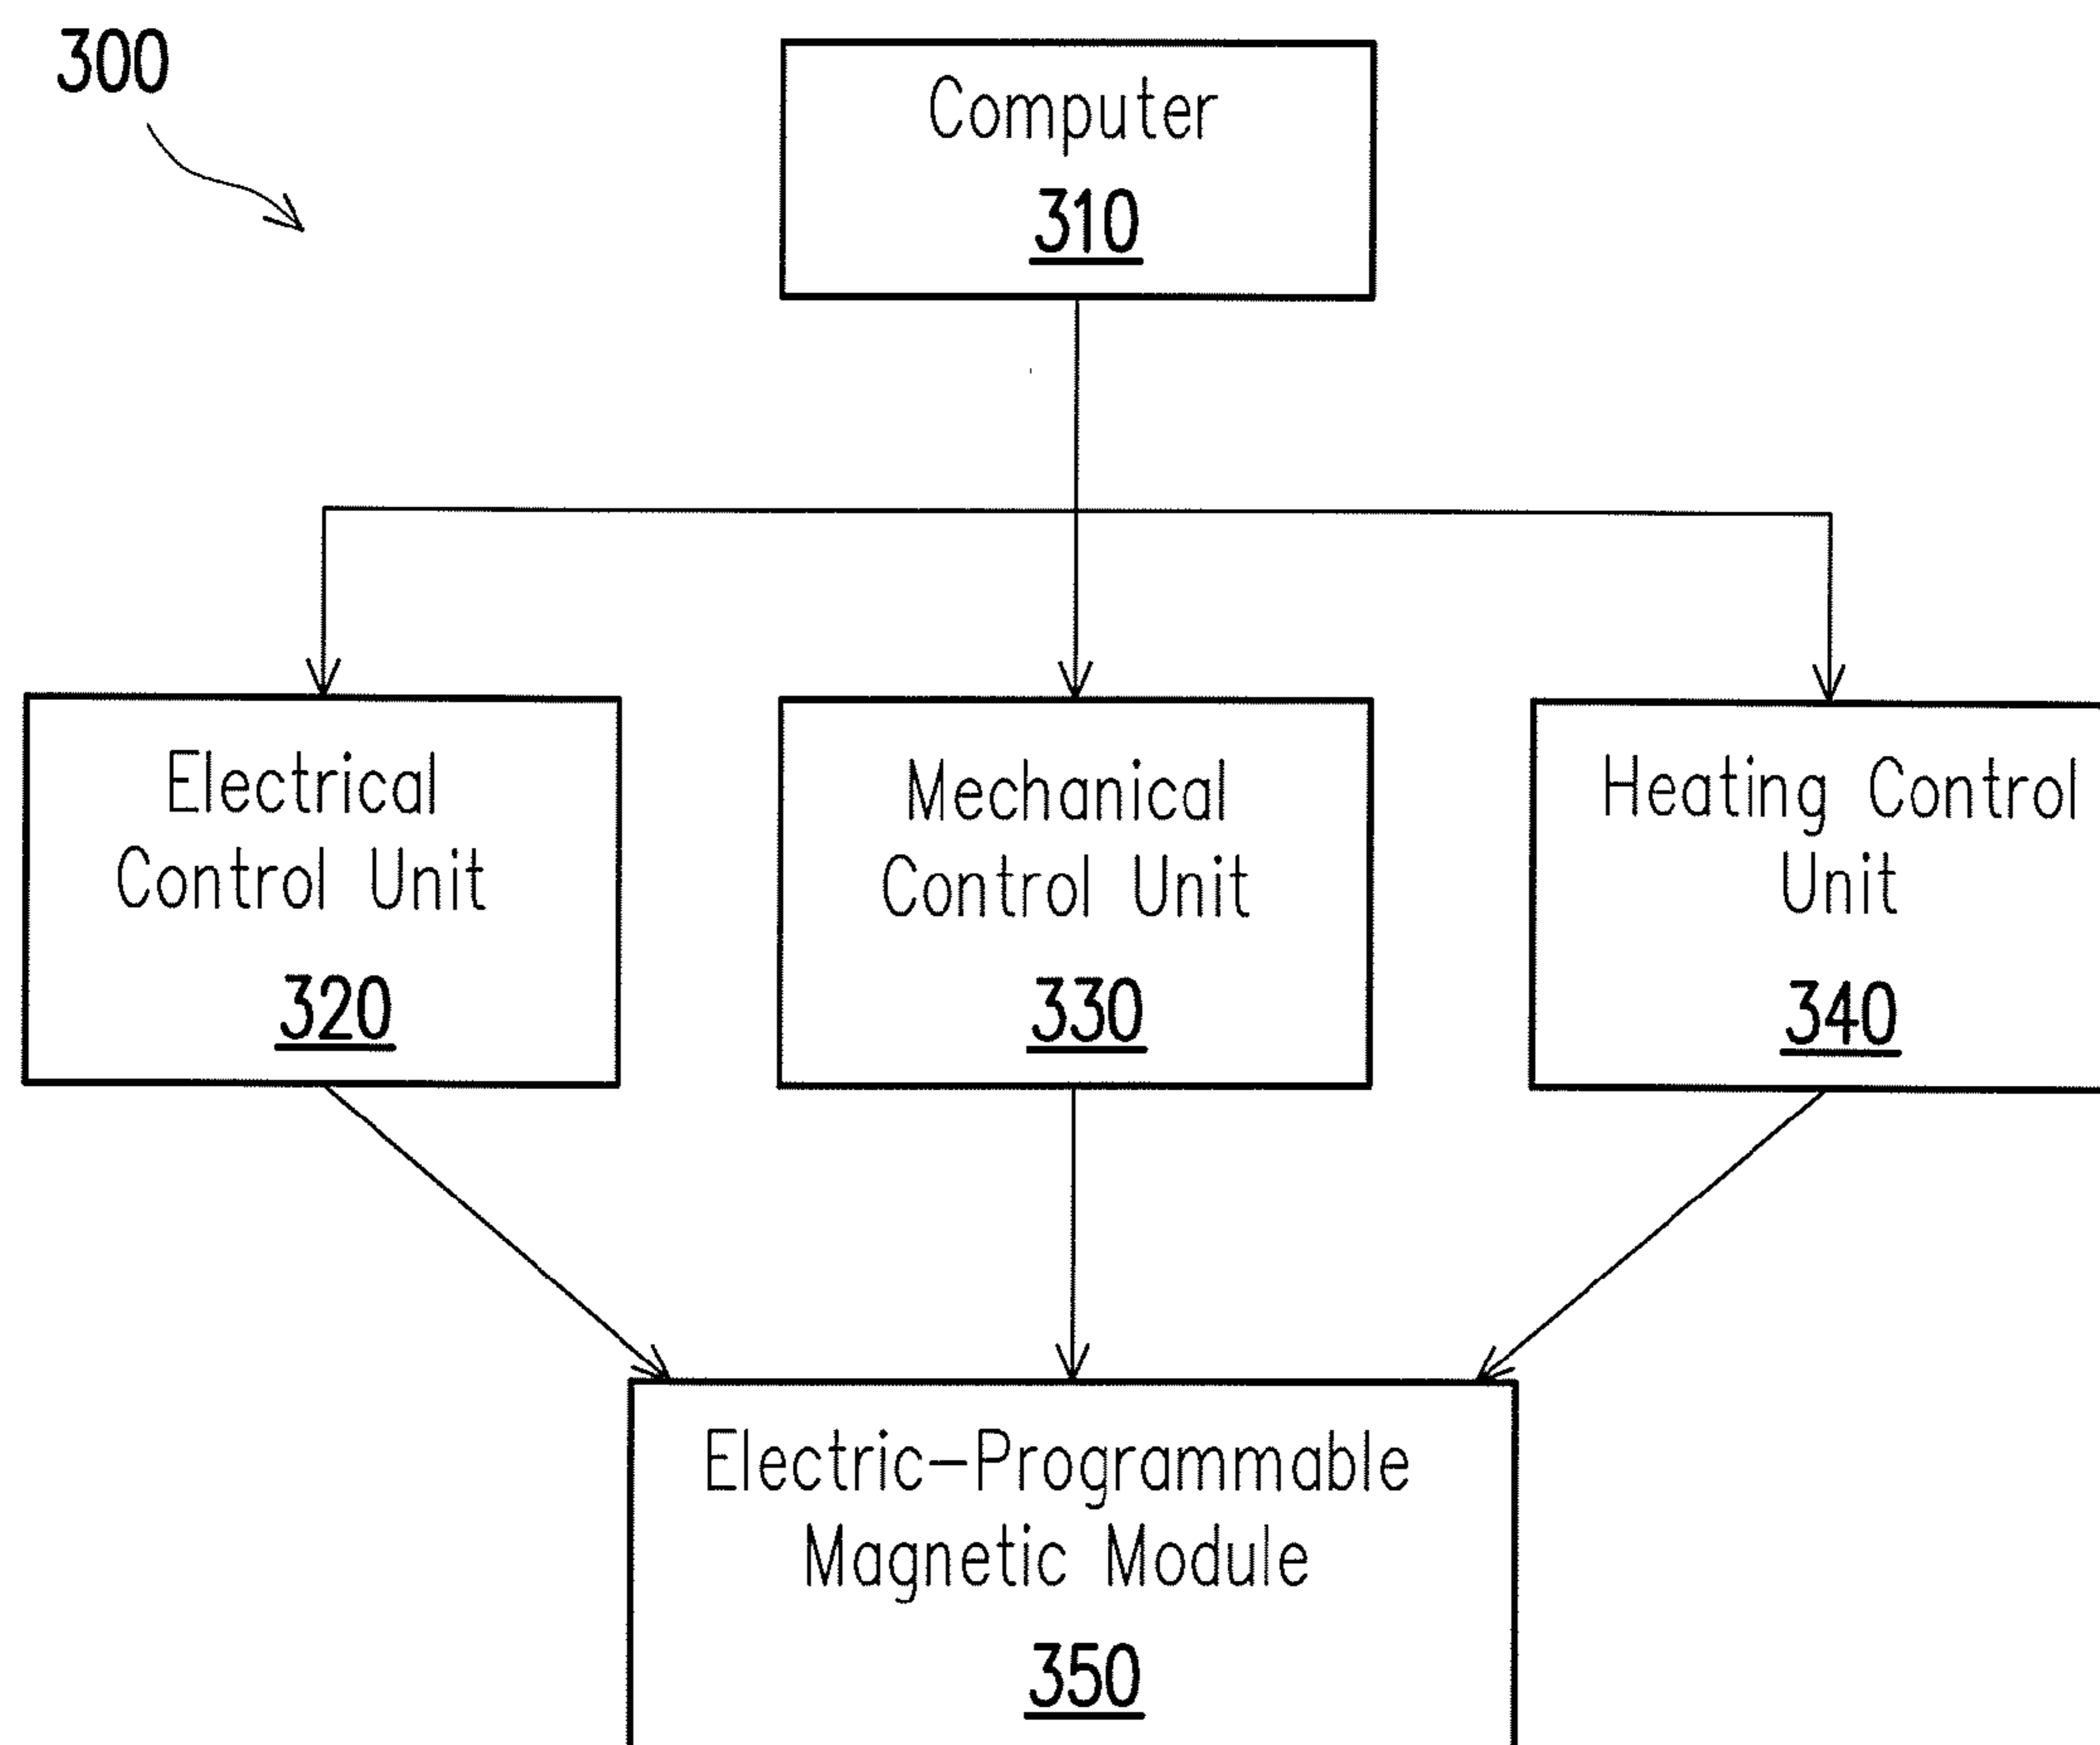 300
Computer
310
Electrical
Control Unit
320
Mechanical
Control Unit
330
Heating Control
Unit
340
Electric-Programmable
Magnetic Module
350